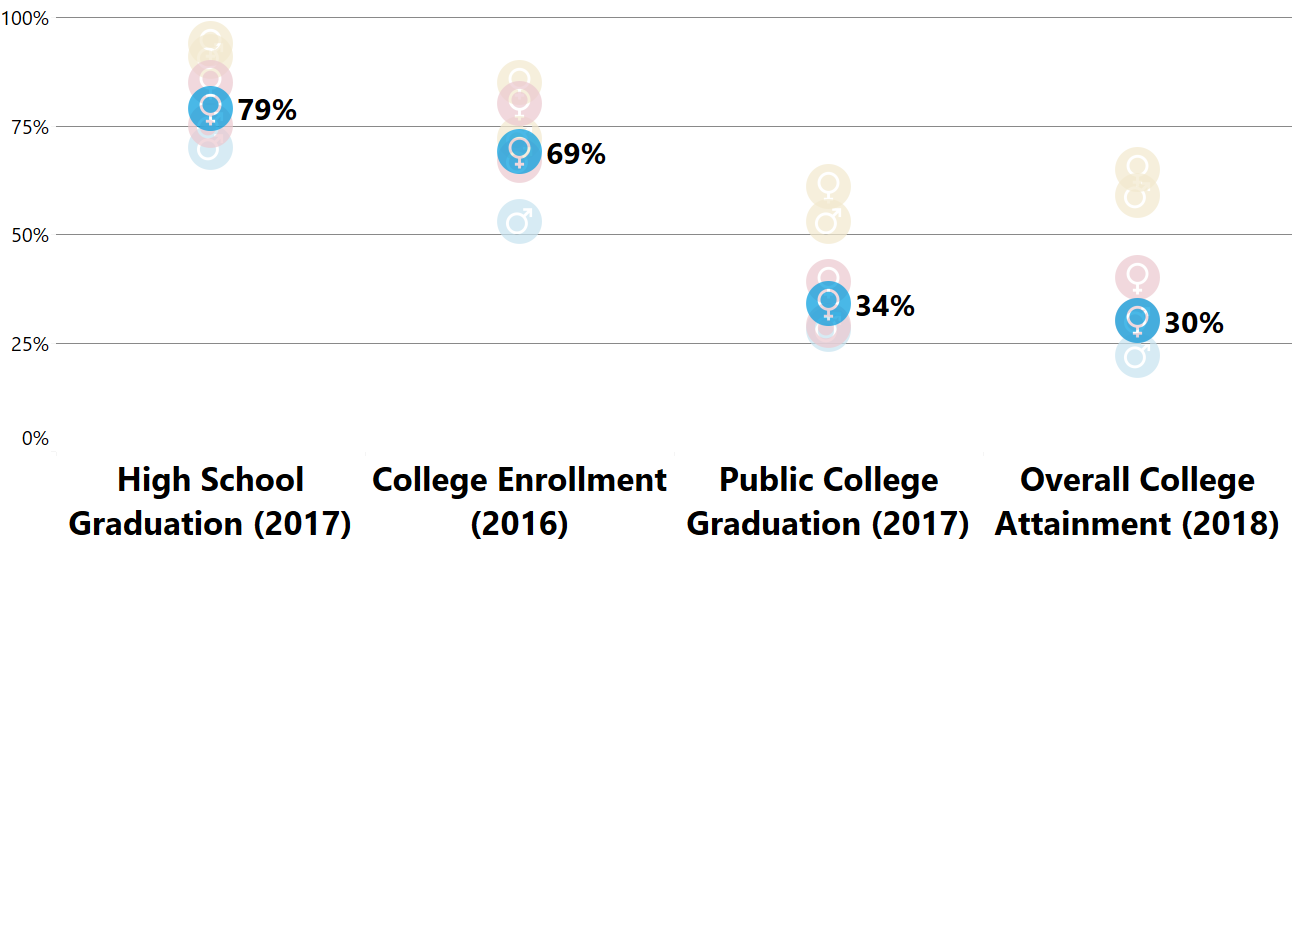 100%
79%
75%
69%
50%
34%
30%
25%
0%
High School
Graduation (2017)
College Enrollment
(2016)
Public College
Graduation (2017)
Overall College
Attainment (2018)